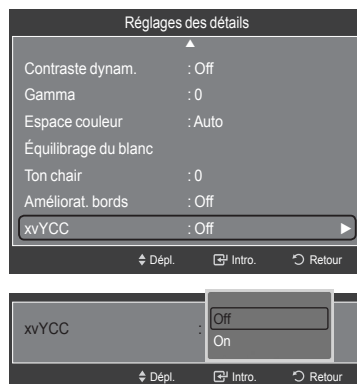 Réglages des détails
Contraste dynam. : Off
Gamma : 0
Espace couleur : Auto
Équilibrage du blanc
Ton chair : 0
Améliorat. bords : Off
xvYCC : Off
Dépl. Intro. Retour
xvYCC : Off
On
Dépl. Intro. Retour